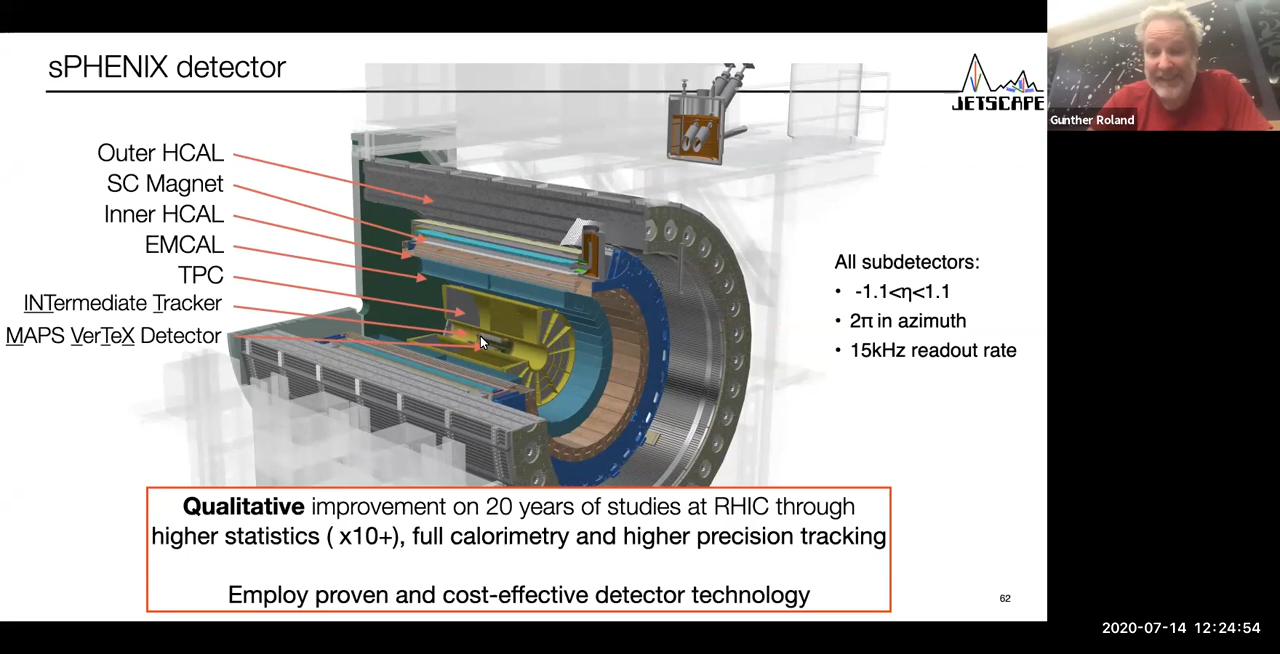 sPHENIX detector
JETSCAPE
Gunther Roland
Outer HCAL
SC Magnet
Inner HCAL
EMCAL
TPC
INTermediate Tracker
MAPS VerTeX Detector
All subdetectors:
• -1.1<η<1.1
• 2π in azimuth
• 15kHz readout rate
Qualitative improvement on 20 years of studies at RHIC through
higher statistics ( x10+), full calorimetry and higher precision tracking
Employ proven and cost-effective detector technology
62
2020-07-14 12:24:54